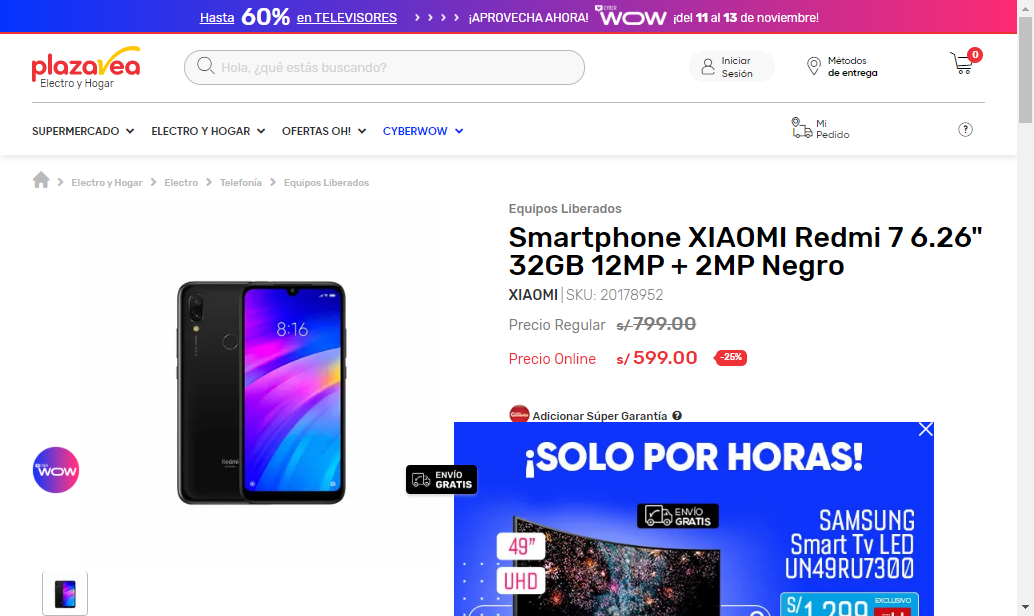 Hasta 60% en TELEVISORES > > > > ¡APROVECHA AHORA! CYBER WOW ¡del 11 al 13 de noviembre!
plazavea
Electro y Hogar
Hola, ¿qué estás buscando?
Iniciar
Sesión
Métodos
de entrega
0
SUPERMERCADO
ELECTRO Y HOGAR
OFERTAS OH!
CYBERWOW
Mi
Pedido
?
Electro y Hogar > Electro > Telefonía > Equipos Liberados
Equipos Liberados
Smartphone XIAOMI Redmi 7 6.26"
32GB 12MP + 2MP Negro
XIAOMI | SKU: 20178952
Precio Regular s/ 799.00
Precio Online s/ 599.00 -25%
Adicionar Súper Garantía ?
8:16
Redmi
WOW
ENVÍO
GRATIS
¡SOLO POR HORAS!
ENVÍO
GRATIS
49"
UHD
SAMSUNG
Smart Tv LED
UN49RU7300
S/ 1,299 EXCLUSIVO